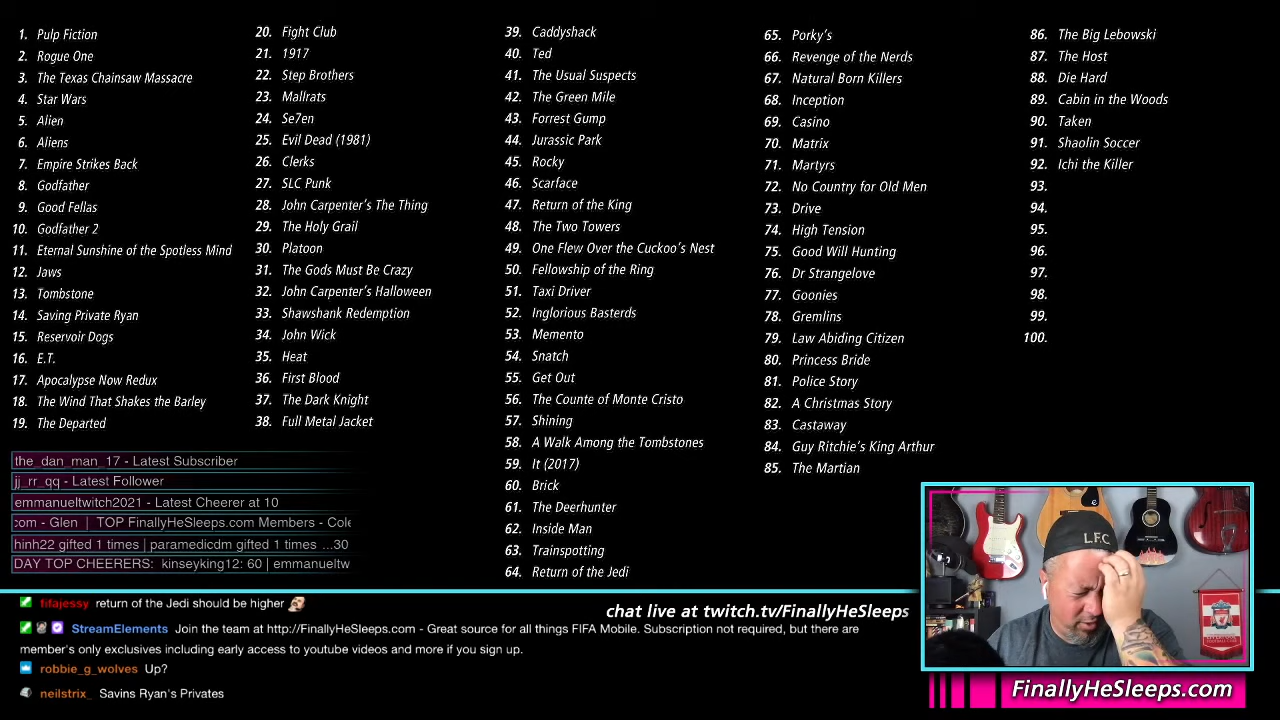 1. Pulp Fiction
2. Rogue One
3. The Texas Chainsaw Massacre
4. Star Wars
5. Alien
6. Aliens
7. Empire Strikes Back
8. Godfather
9. Good Fellas
10. Godfather 2
11. Eternal Sunshine of the Spotless Mind
12. Jaws
13. Tombstone
14. Saving Private Ryan
15. Reservoir Dogs
16. E.T.
17. Apocalypse Now Redux
18. The Wind That Shakes the Barley
19. The Departed
20. Fight Club
21. 1917
22. Step Brothers
23. Mallrats
24. Se7en
25. Evil Dead (1981)
26. Clerks
27. SLC Punk
28. John Carpenter's The Thing
29. The Holy Grail
30. Platoon
31. The Gods Must Be Crazy
32. John Carpenter's Halloween
33. Shawshank Redemption
34. John Wick
35. Heat
36. First Blood
37. The Dark Knight
38. Full Metal Jacket
39. Caddyshack
40. Ted
41. The Usual Suspects
42. The Green Mile
43. Forrest Gump
44. Jurassic Park
45. Rocky
46. Scarface
47. Return of the King
48. The Two Towers
49. One Flew Over the Cuckoo's Nest
50. Fellowship of the Ring
51. Taxi Driver
52. Inglorious Basterds
53. Memento
54. Snatch
55. Get Out
56. The Counte of Monte Cristo
57. Shining
58. A Walk Among the Tombstones
59. It (2017)
60. Brick
61. The Deerhunter
62. Inside Man
63. Trainspotting
64. Return of the Jedi
65. Porky's
66. Revenge of the Nerds
67. Natural Born Killers
68. Inception
69. Casino
70. Matrix
71. Martyrs
72. No Country for Old Men
73. Drive
74. High Tension
75. Good Will Hunting
76. Dr Strangelove
77. Goonies
78. Gremlins
79. Law Abiding Citizen
80. Princess Bride
81. Police Story
82. A Christmas Story
83. Castaway
84. Guy Ritchie's King Arthur
85. The Martian
86. The Big Lebowski
87. The Host
88. Die Hard
89. Cabin in the Woods
90. Taken
91. Shaolin Soccer
92. Ichi the Killer
93.
94.
95.
96.
97.
98.
99.
100.
the_dan_man_17 - Latest Subscriber
jj_rr_qq - Latest Follower
emmanueltwitch2021 - Latest Cheerer at 10
com - Glen | TOP FinallyHeSleeps.com Members - Cole
hinh22 gifted 1 times | paramedicdm gifted 1 times ...30
DAY TOP CHEERERS: kinseyking12: 60 | emmanueltw
fifajessy return of the Jedi should be higher
StreamElements Join the team at http://FinallyHeSleeps.com - Great source for all things FIFA Mobile. Subscription not required, but there are
member's only exclusives including early access to youtube videos and more if you sign up.
robbie_g_wolves Up?
neilstrix_ Savins Ryan's Privates
chat live at twitch.tv/FinallyHeSleeps
L.F.C
FinallyHeSleeps.com